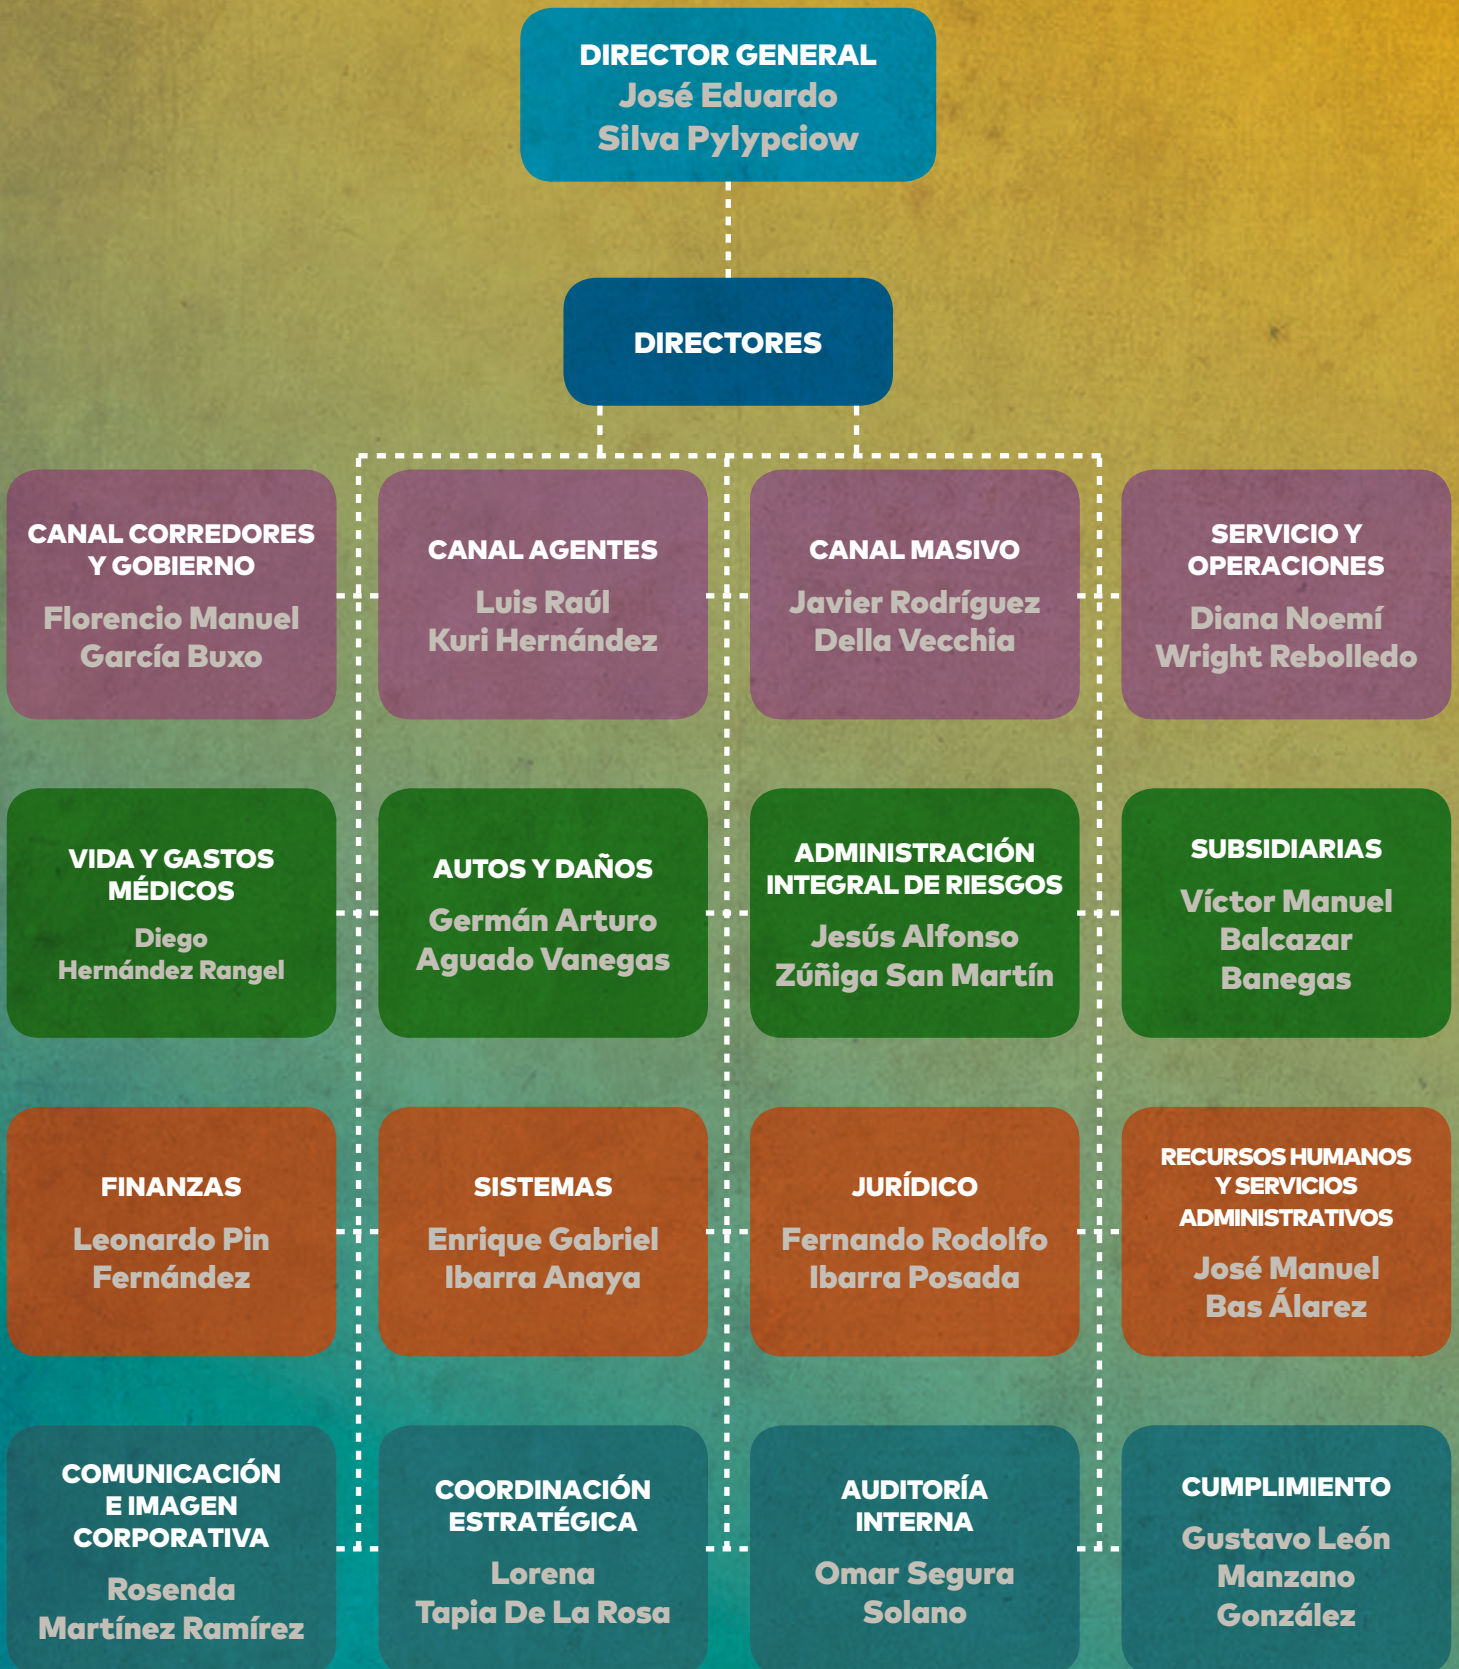 DIRECTOR GENERAL
José Eduardo
Silva Pylypciow
DIRECTORES
CANAL CORREDORES
Y GOBIERNO
Florencio Manuel
García Buxo
CANAL AGENTES
Luis Raúl
Kuri Hernández
CANAL MASIVO
Javier Rodríguez
Della Vecchia
SERVICIO Y
OPERACIONES
Diana Noemí
Wright Rebolledo
VIDA Y GASTOS
MÉDICOS
Diego
Hernández Rangel
AUTOS Y DAÑOS
Germán Arturo
Aguado Vanegas
ADMINISTRACIÓN
INTEGRAL DE RIESGOS
Jesús Alfonso
Zúñiga San Martín
SUBSIDIARIAS
Víctor Manuel
Balcazar
Banegas
FINANZAS
Leonardo Pin
Fernández
SISTEMAS
Enrique Gabriel
Ibarra Anaya
JURÍDICO
Fernando Rodolfo
Ibarra Posada
RECURSOS HUMANOS
Y SERVICIOS
ADMINISTRATIVOS
José Manuel
Bas Álarez
COMUNICACIÓN
E IMAGEN
CORPORATIVA
Rosenda
Martínez Ramírez
COORDINACIÓN
ESTRATÉGICA
Lorena
Tapia De La Rosa
AUDITORÍA
INTERNA
Omar Segura
Solano
CUMPLIMIENTO
Gustavo León
Manzano
González